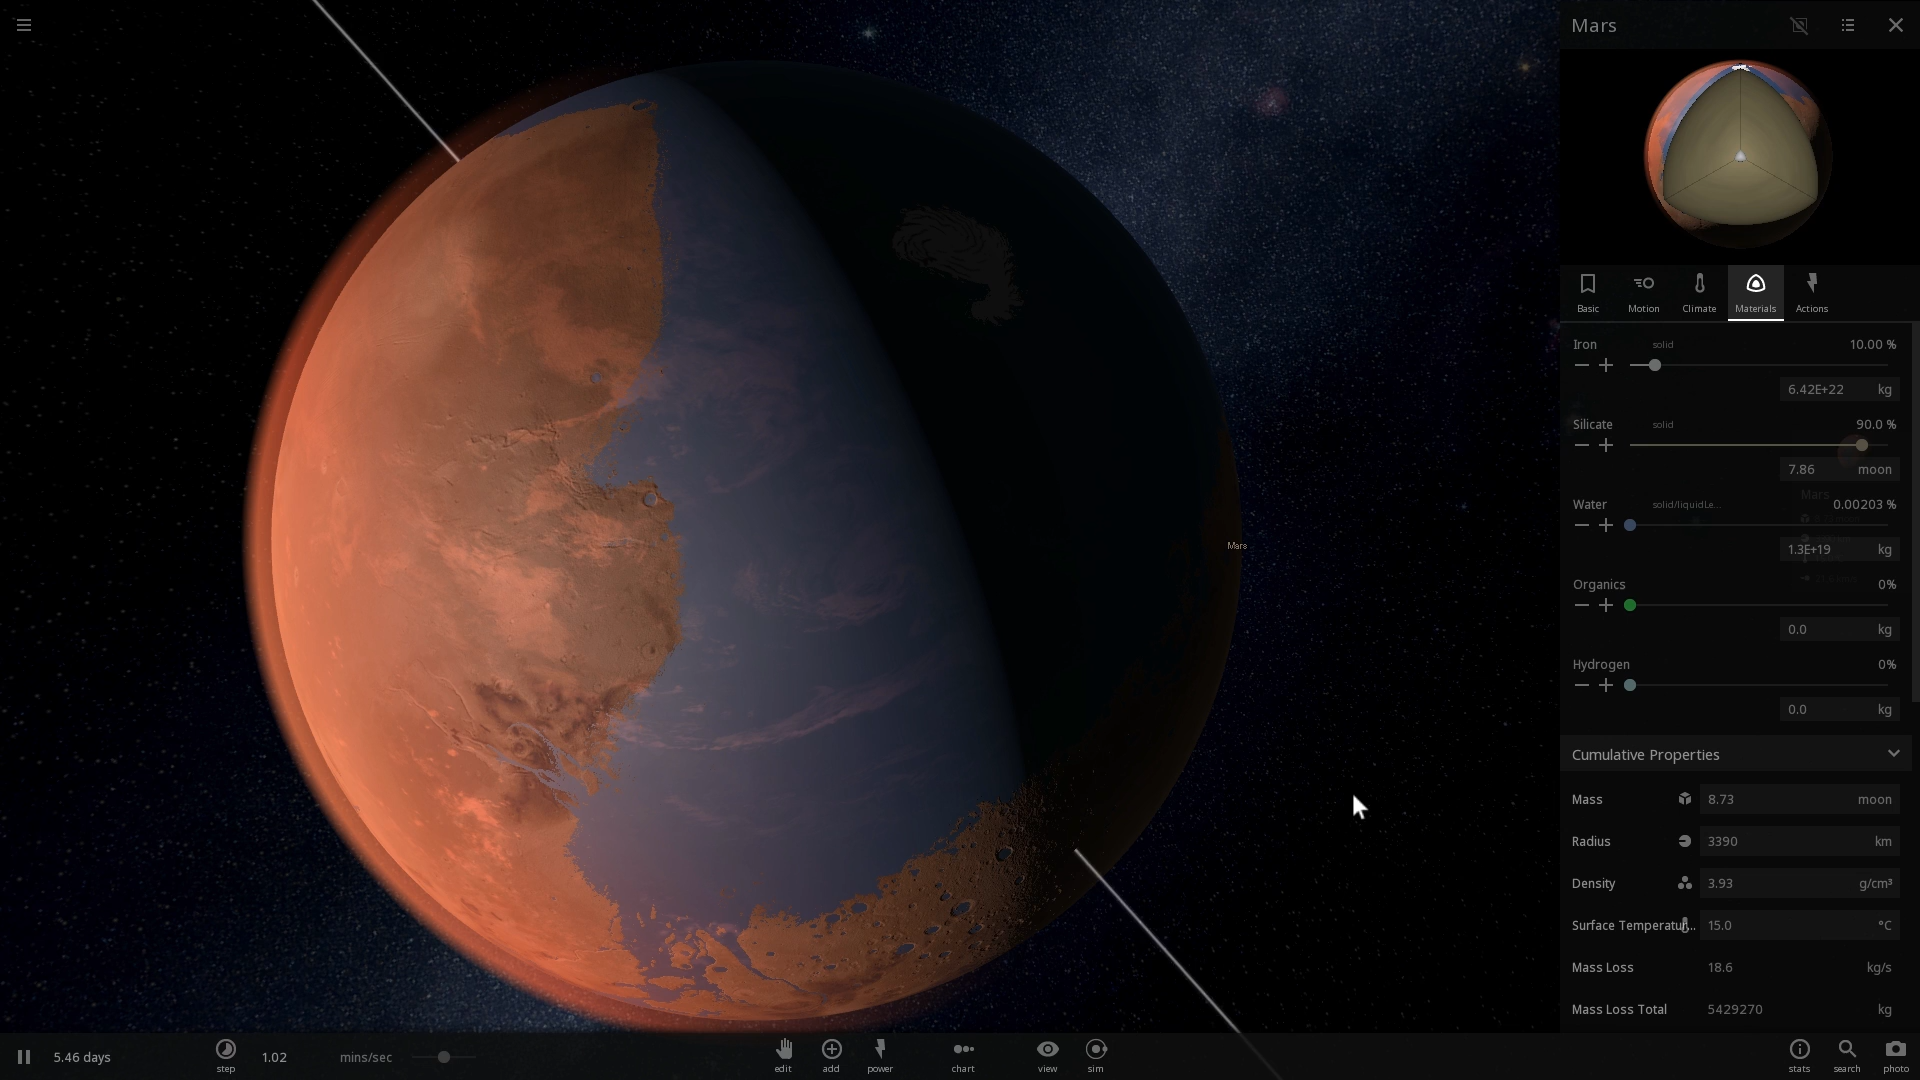 Mars
Basic
Motion
Climate
Materials
Actions
Iron solid 10.00 %
6.42E+22 kg
Silicate solid 90.0 %
7.86 moon
Mars
Water solid/liquidLe... 0.00203 %
1.3E+19 kg
Mars
Organics 0%
0.0 kg
Hydrogen 0%
0.0 kg
Cumulative Properties
Mass 8.73 moon
Radius 3390 km
Density 3.93 g/cm³
Surface Temperatur... 15.0 °C
Mass Loss 18.6 kg/s
Mass Loss Total 5429270 kg
5.46 days
step
1.02 mins/sec
edit
add
power
chart
view
sim
stats
search
photo